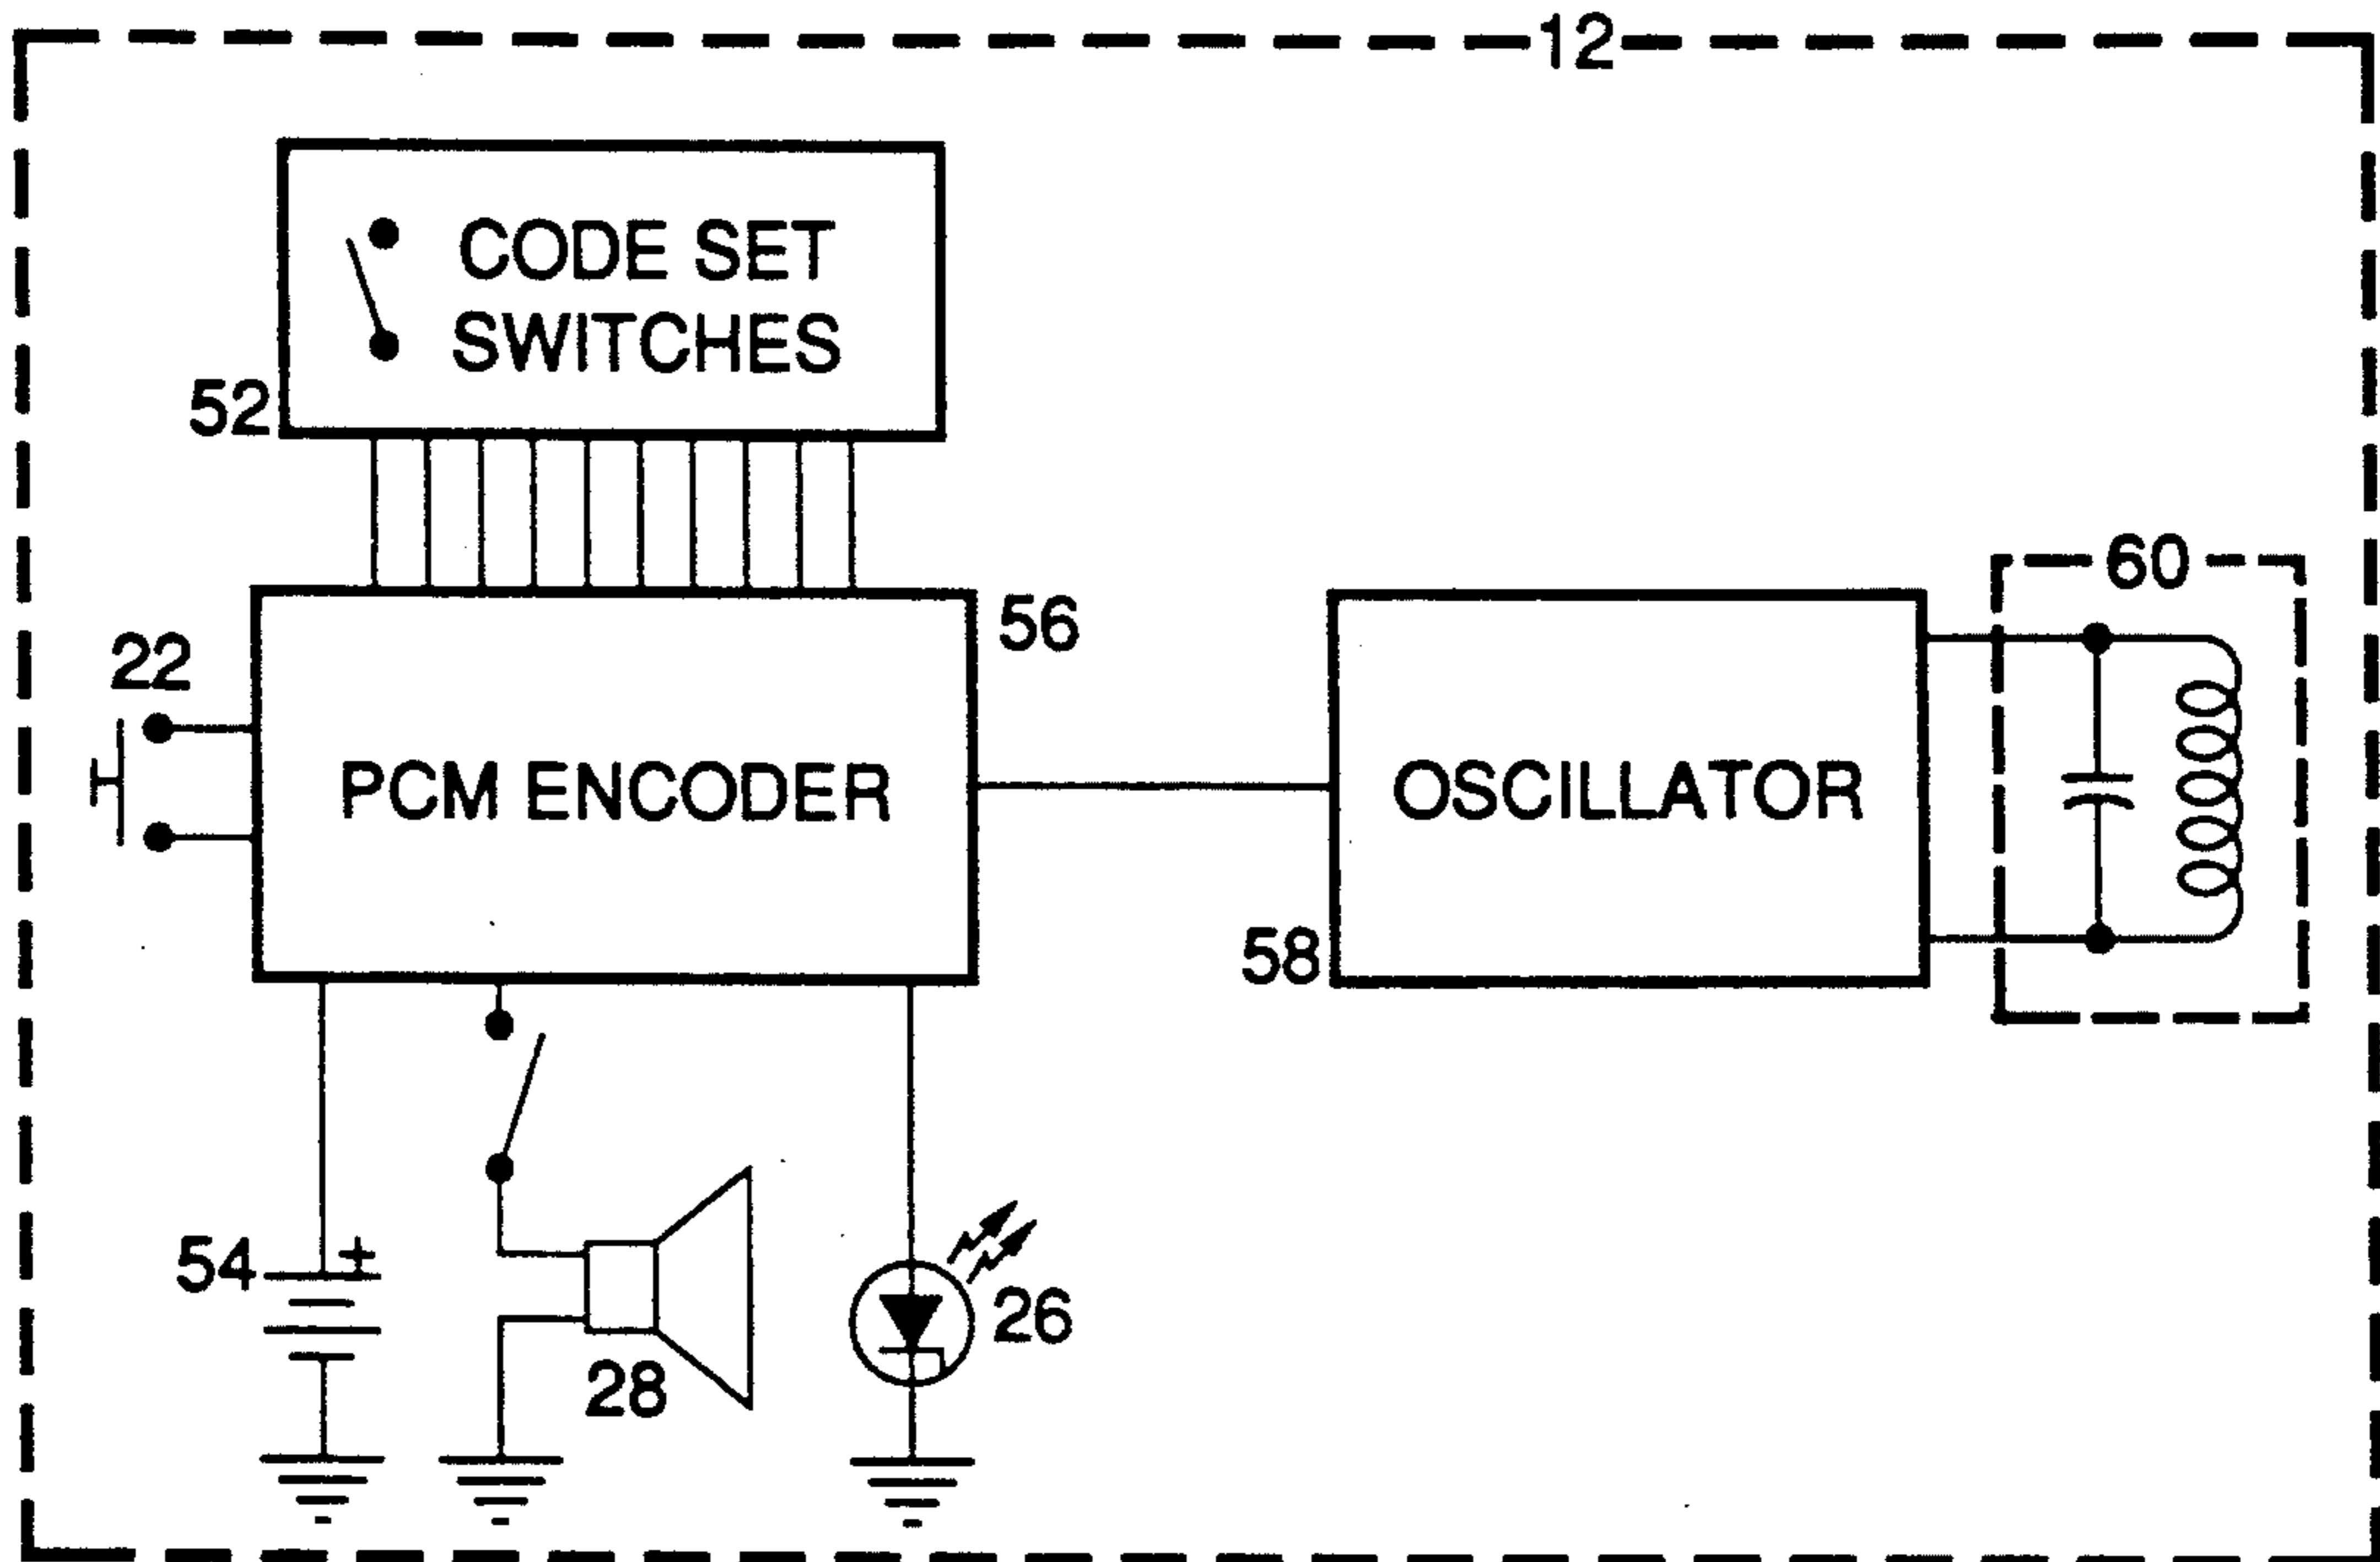 12
CODE SET
SWITCHES
52
60
56
22
PCM ENCODER
OSCILLATOR
58
54
+
26
28